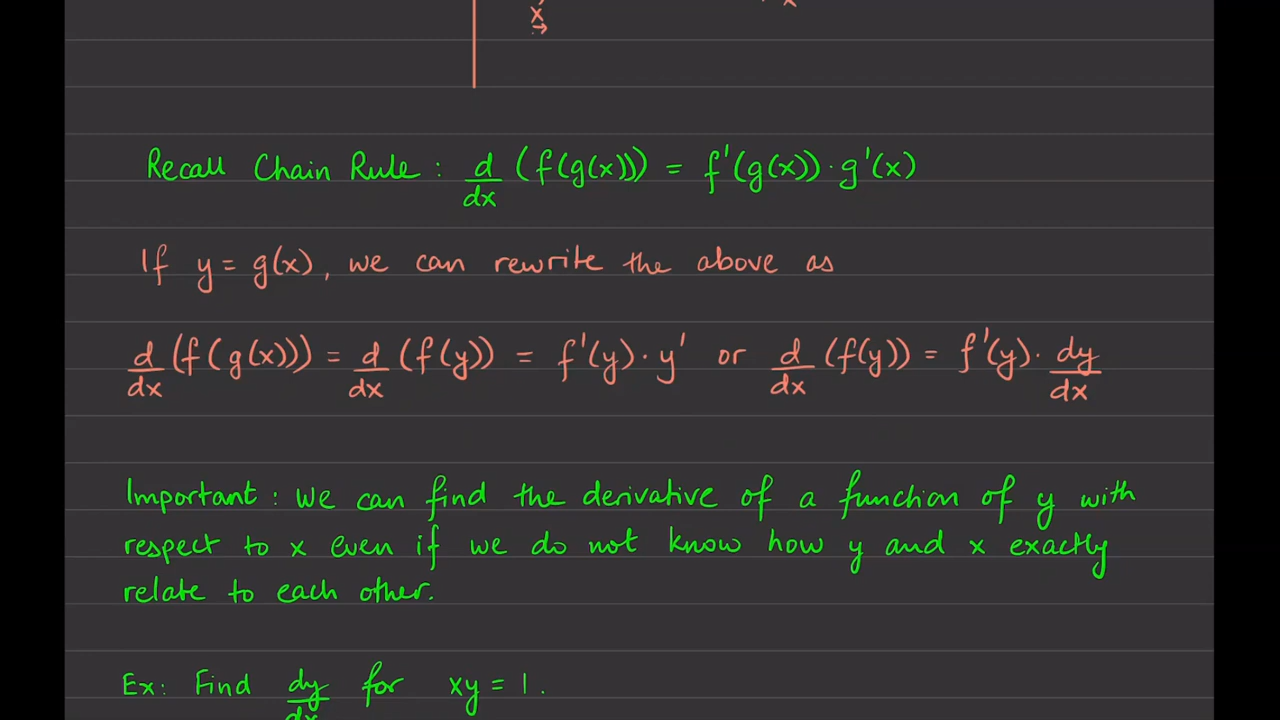 x
x
Recall Chain Rule : d/dx (f(g(x))) = f'(g(x)) · g'(x)
If y = g(x), we can rewrite the above as
d/dx (f(g(x))) = d/dx (f(y)) = f'(y) · y' or d/dx (f(y)) = f'(y) · dy/dx
Important : We can find the derivative of a function of y with
respect to x even if we do not know how y and x exactly
relate to each other.
Ex: Find dy/dx for xy = 1.